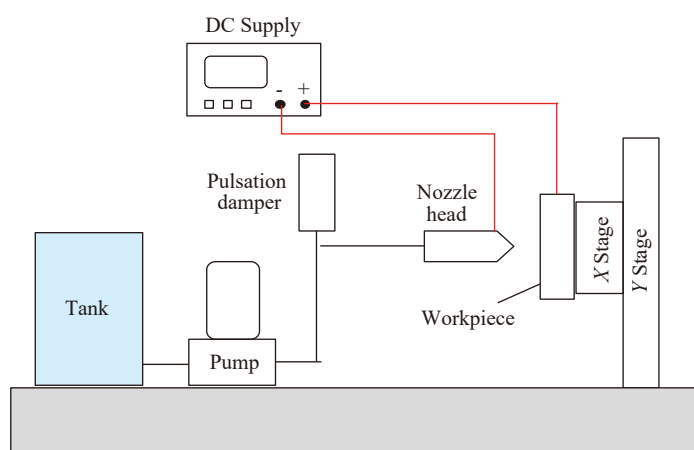 DC Supply
- +
Pulsation
damper
Nozzle
head
X Stage
Y Stage
Tank
Workpiece
Pump